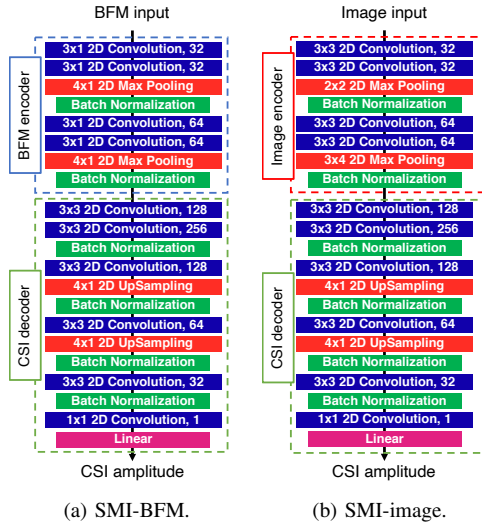 BFM input
BFM encoder
3x1 2D Convolution, 32
3x1 2D Convolution, 32
4x1 2D Max Pooling
Batch Normalization
3x1 2D Convolution, 64
3x1 2D Convolution, 64
4x1 2D Max Pooling
Batch Normalization
CSI decoder
3x3 2D Convolution, 128
3x3 2D Convolution, 256
Batch Normalization
3x3 2D Convolution, 128
4x1 2D UpSampling
Batch Normalization
3x3 2D Convolution, 64
4x1 2D UpSampling
Batch Normalization
3x3 2D Convolution, 32
Batch Normalization
1x1 2D Convolution, 1
Linear
CSI amplitude
(a) SMI-BFM.
Image input
Image encoder
3x3 2D Convolution, 32
3x3 2D Convolution, 32
2x2 2D Max Pooling
Batch Normalization
3x3 2D Convolution, 64
3x3 2D Convolution, 64
3x4 2D Max Pooling
Batch Normalization
CSI decoder
3x3 2D Convolution, 128
3x3 2D Convolution, 256
Batch Normalization
3x3 2D Convolution, 128
4x1 2D UpSampling
Batch Normalization
3x3 2D Convolution, 64
4x1 2D UpSampling
Batch Normalization
3x3 2D Convolution, 32
Batch Normalization
1x1 2D Convolution, 1
Linear
CSI amplitude
(b) SMI-image.